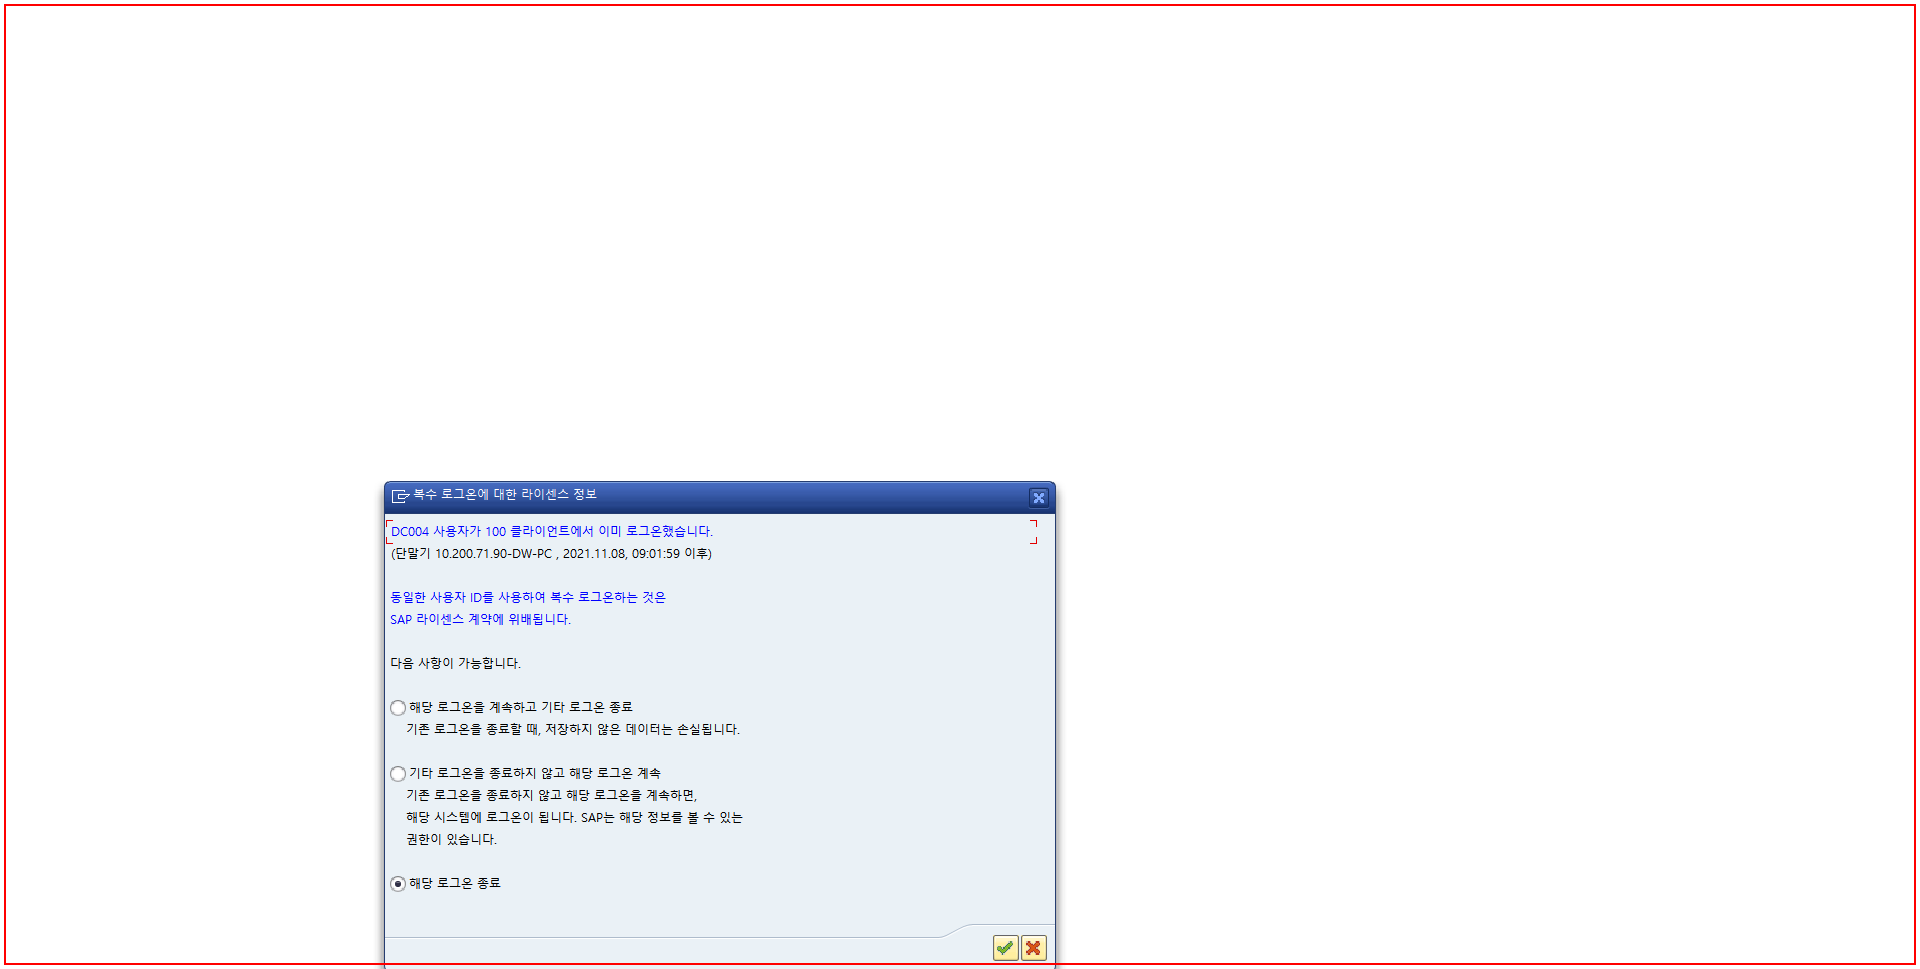 복수 로그온에 대한 라이센스 정보
DC004 사용자가 100 클라이언트에서 이미 로그온했습니다.
(단말기 10.200.71.90-DW-PC , 2021.11.08, 09:01:59 이후)
동일한 사용자 ID를 사용하여 복수 로그온하는 것은
SAP 라이센스 계약에 위배됩니다.
다음 사항이 가능합니다.
해당 로그온을 계속하고 기타 로그온 종료
기존 로그온을 종료할 때, 저장하지 않은 데이터는 손실됩니다.
기타 로그온을 종료하지 않고 해당 로그온 계속
기존 로그온을 종료하지 않고 해당 로그온을 계속하면,
해당 시스템에 로그온이 됩니다. SAP는 해당 정보를 볼 수 있는
권한이 있습니다.
해당 로그온 종료